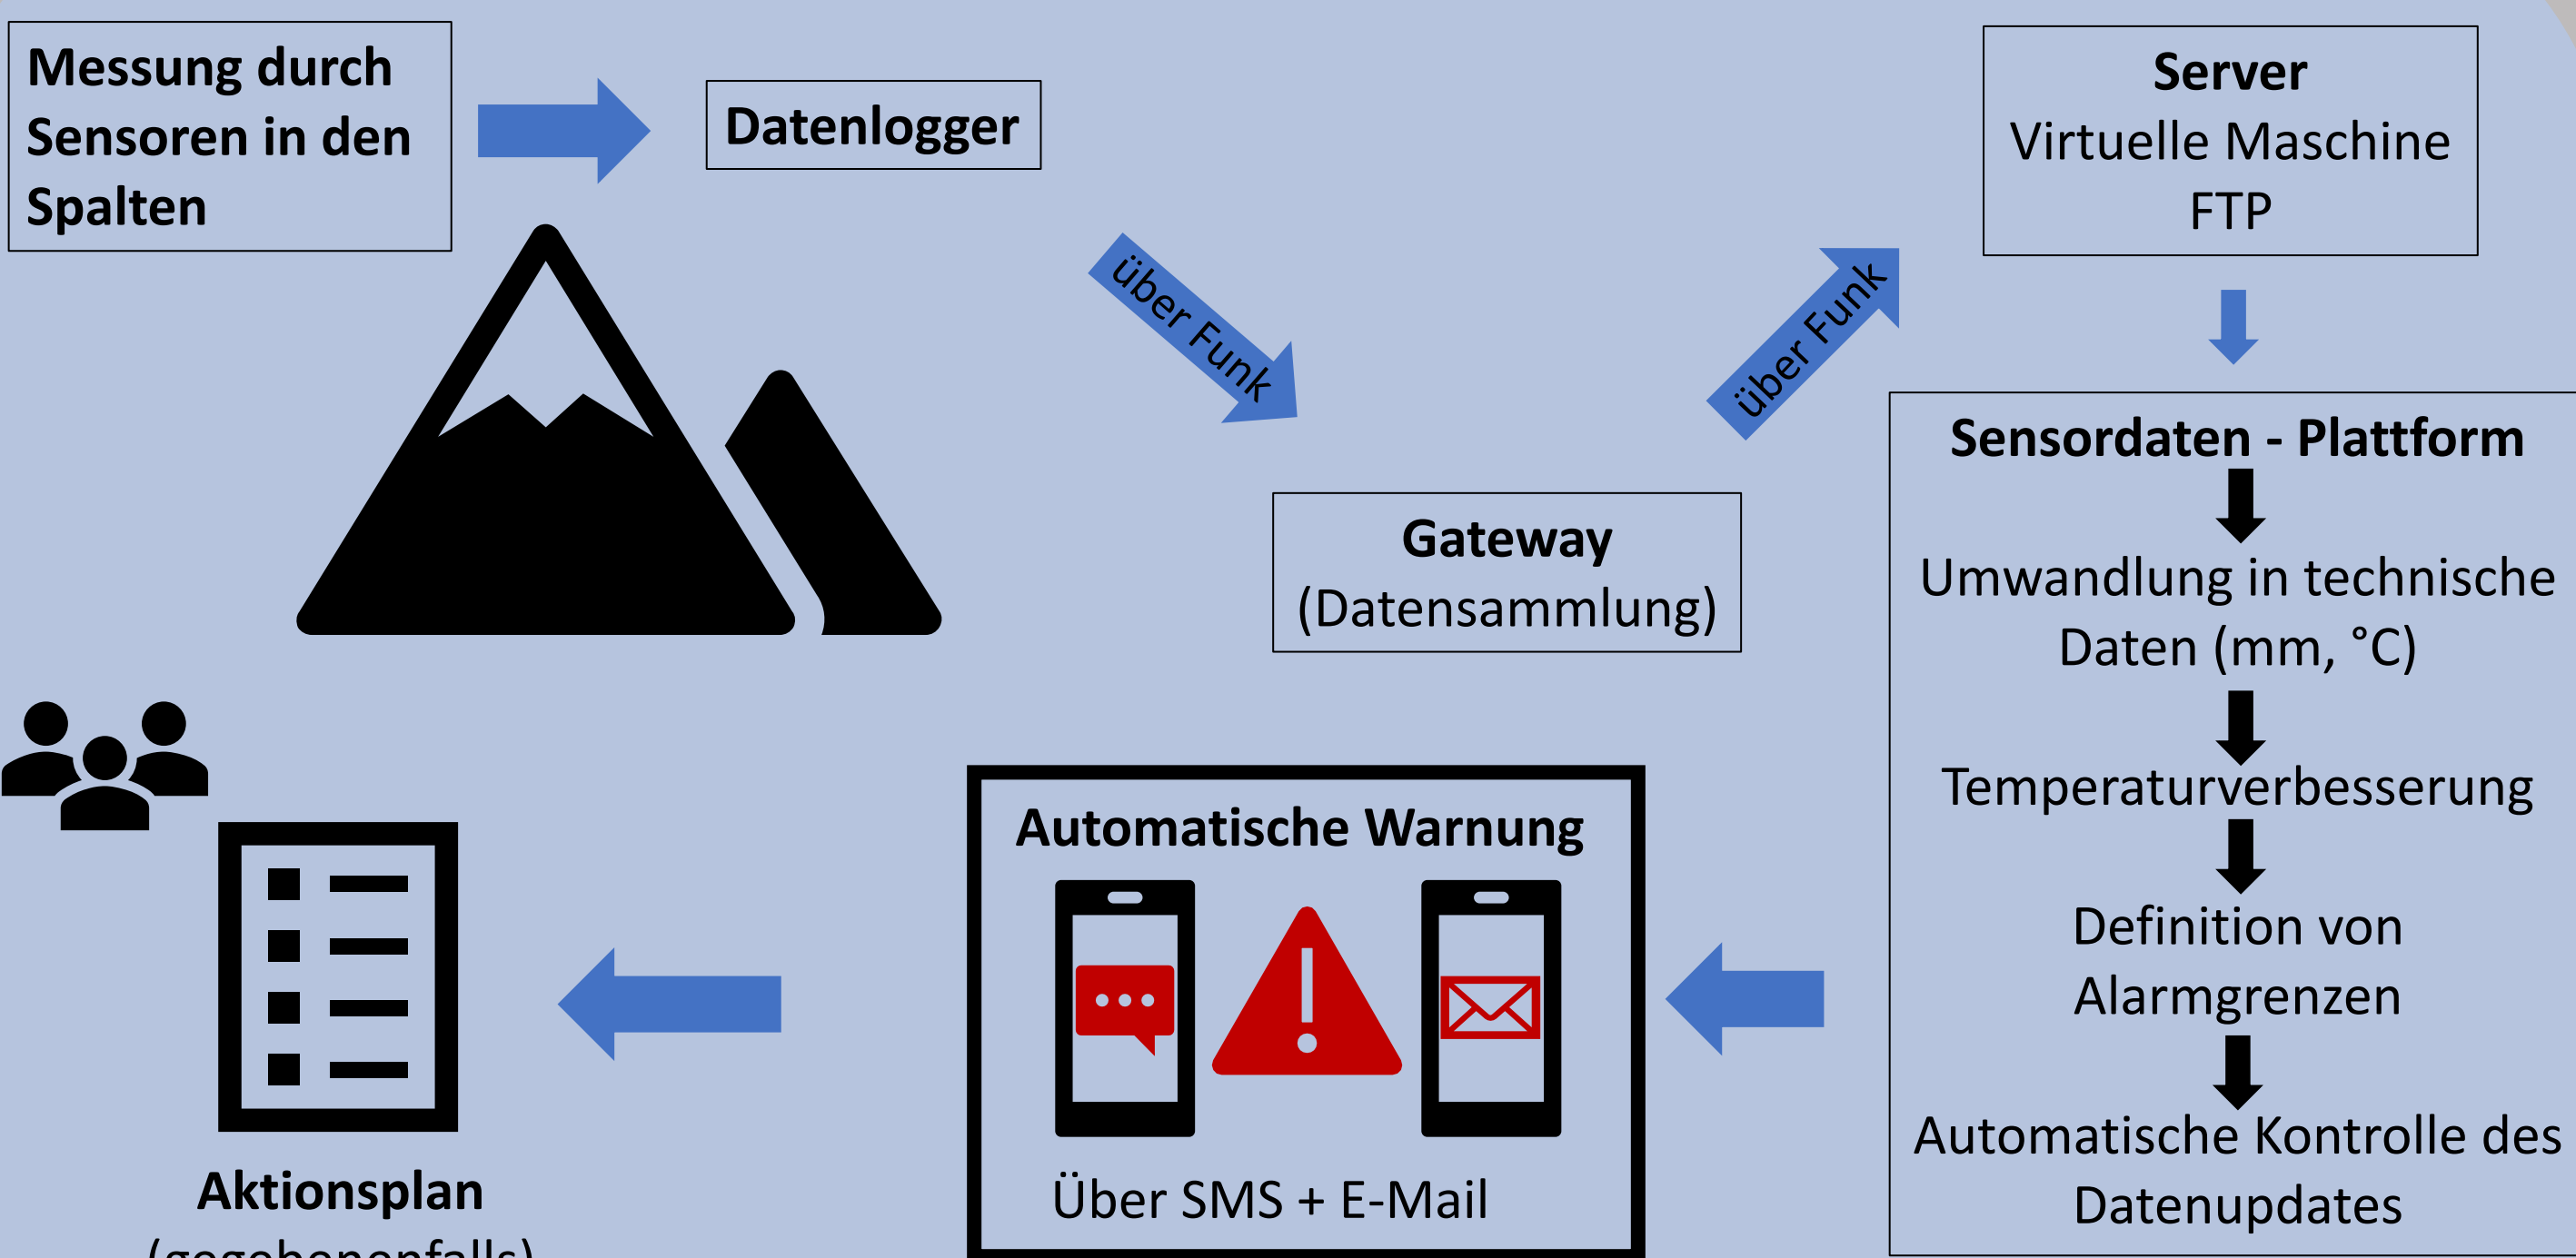 Messung durch
Sensoren in den
Spalten
Datenlogger
über Funk
Gateway
(Datensammlung)
über Funk
Server
Virtuelle Maschine
FTP
Sensordaten - Plattform
Umwandlung in technische
Daten (mm, °C)
Temperaturverbesserung
Definition von
Alarmgrenzen
Automatische Kontrolle des
Datenupdates
Automatische Warnung
Über SMS + E-Mail
Aktionsplan
(gegebenenfalls)